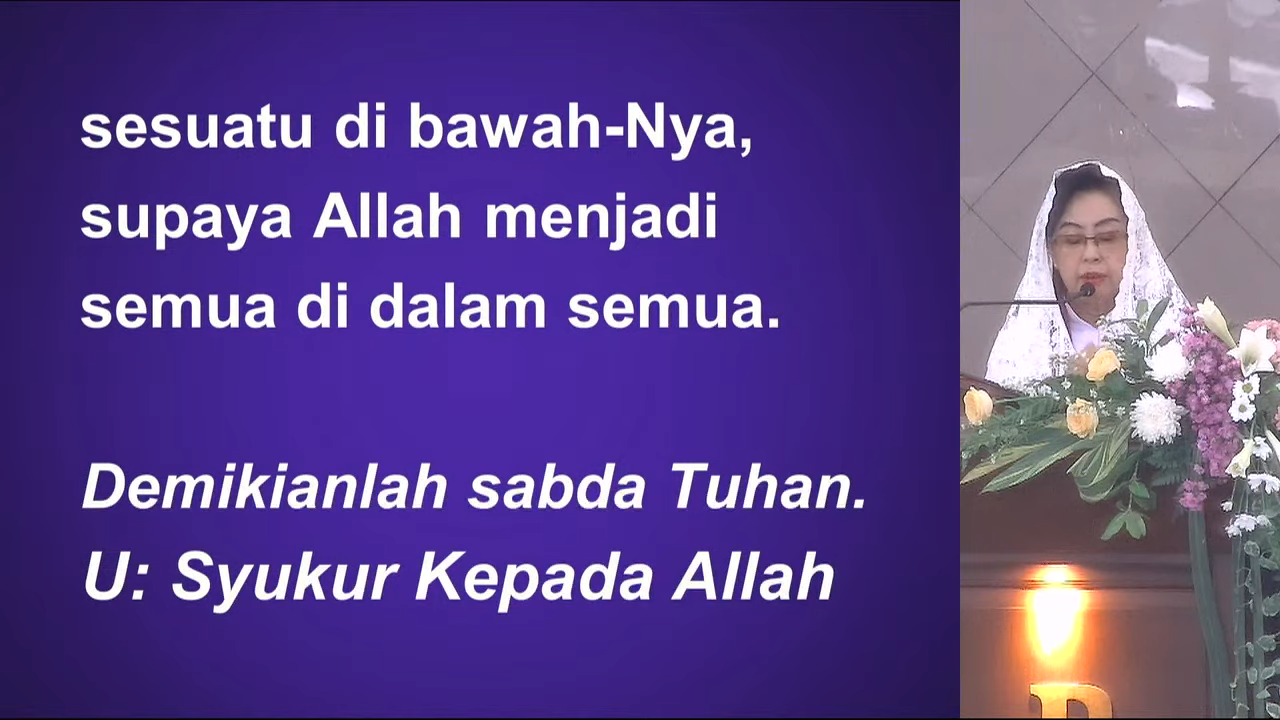 sesuatu di bawah-Nya,
supaya Allah menjadi
semua di dalam semua.
Demikianlah sabda Tuhan.
U: Syukur Kepada Allah